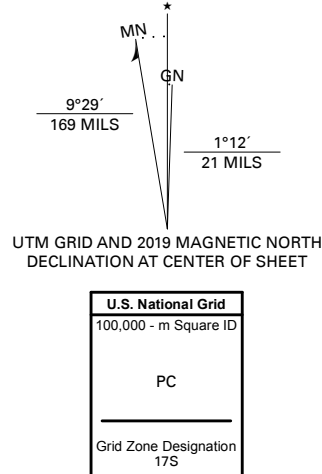 MN
GN
9°29´
169 MILS
1°12´
21 MILS
UTM GRID AND 2019 MAGNETIC NORTH
DECLINATION AT CENTER OF SHEET
U.S. National Grid
100,000 - m Square ID
PC
Grid Zone Designation
17S